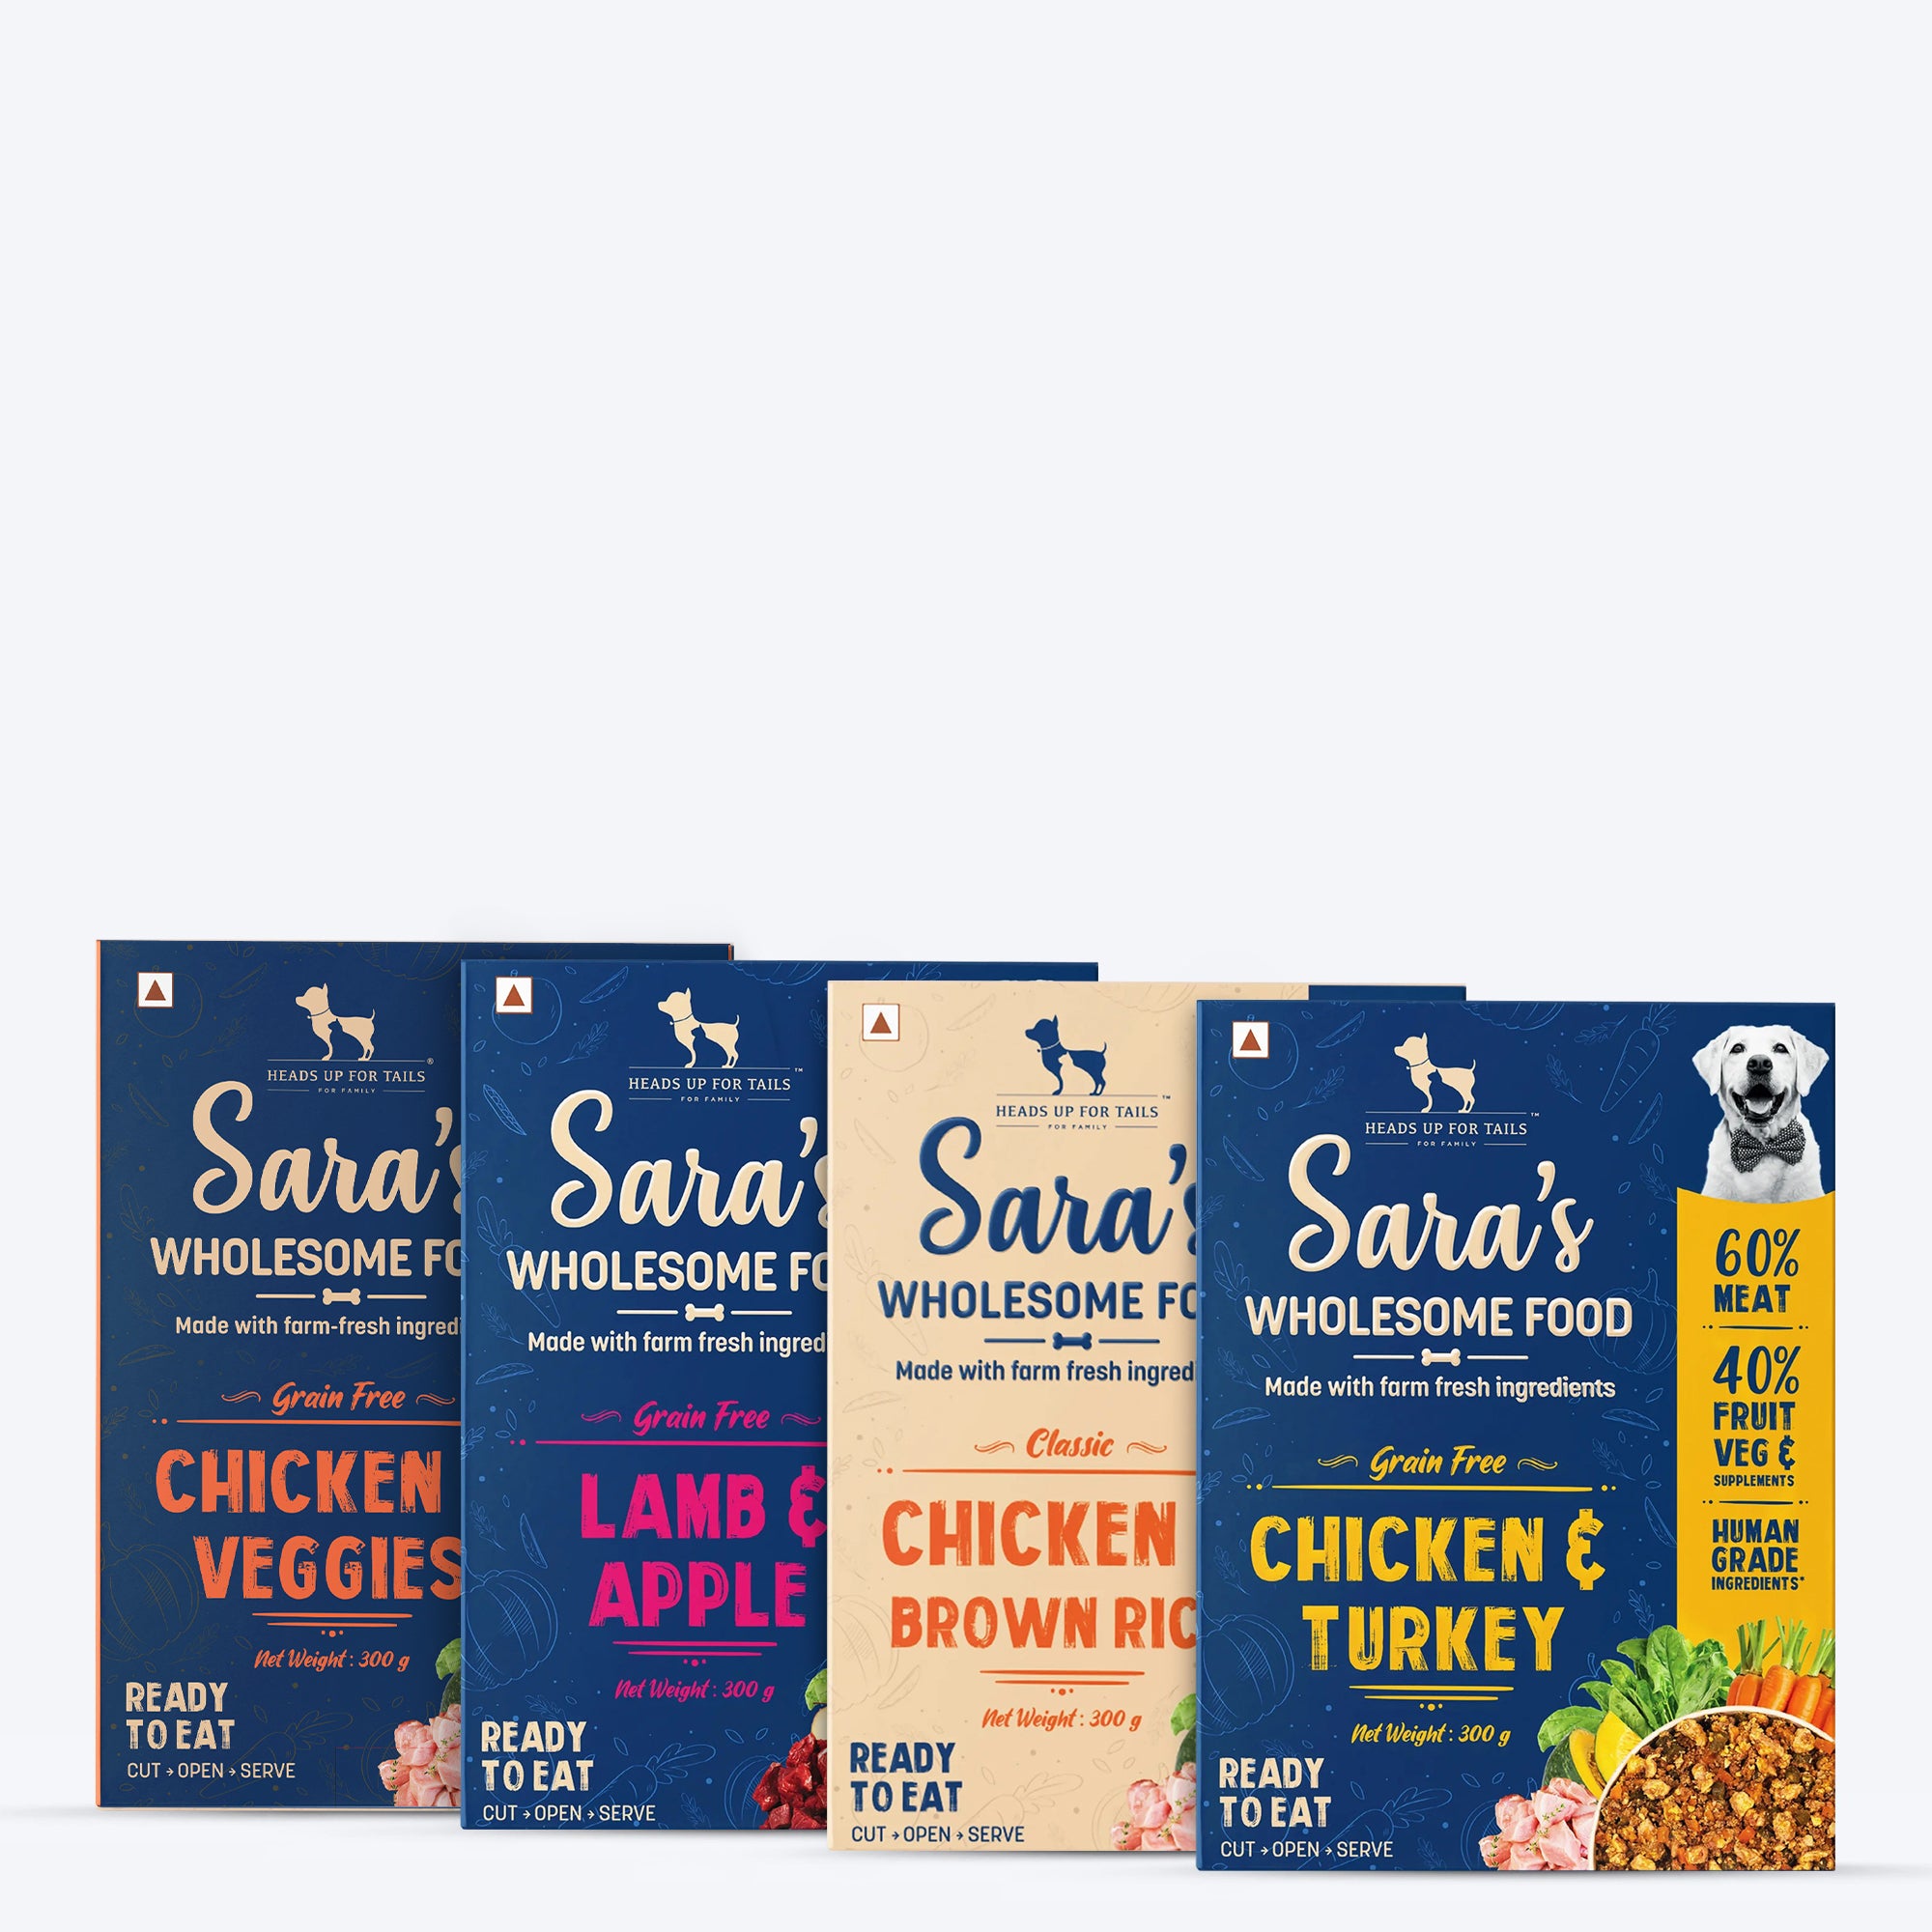 HEADS UP FOR TAILS®
FOR FAMILY
Sara's
WHOLESOME FO
Made with farm-fresh ingredi
Grain Free
CHICKEN
VEGGIES
Net Weight : 300 g
READY
TO EAT
CUT → OPEN → SERVE
HEADS UP FOR TAILS™
FOR FAMILY
Sara's
WHOLESOME FO
Made with farm fresh ingred
Grain Free
LAMB &
APPLE
Net Weight : 300 g
READY
TO EAT
CUT → OPEN → SERVE
HEADS UP FOR TAILS™
FOR FAMILY
Sara's
WHOLESOME FO
Made with farm fresh ingred
Classic
CHICKEN
BROWN RIC
Net Weight : 300 g
READY
TO EAT
CUT → OPEN → SERVE
HEADS UP FOR TAILS™
FOR FAMILY
Sara's
WHOLESOME FOOD
Made with farm fresh ingredients
Grain Free
CHICKEN &
TURKEY
Net Weight : 300 g
READY
TO EAT
CUT → OPEN → SERVE
60%
MEAT
40%
FRUIT
VEG &
SUPPLEMENTS
HUMAN
GRADE
INGREDIENTS*